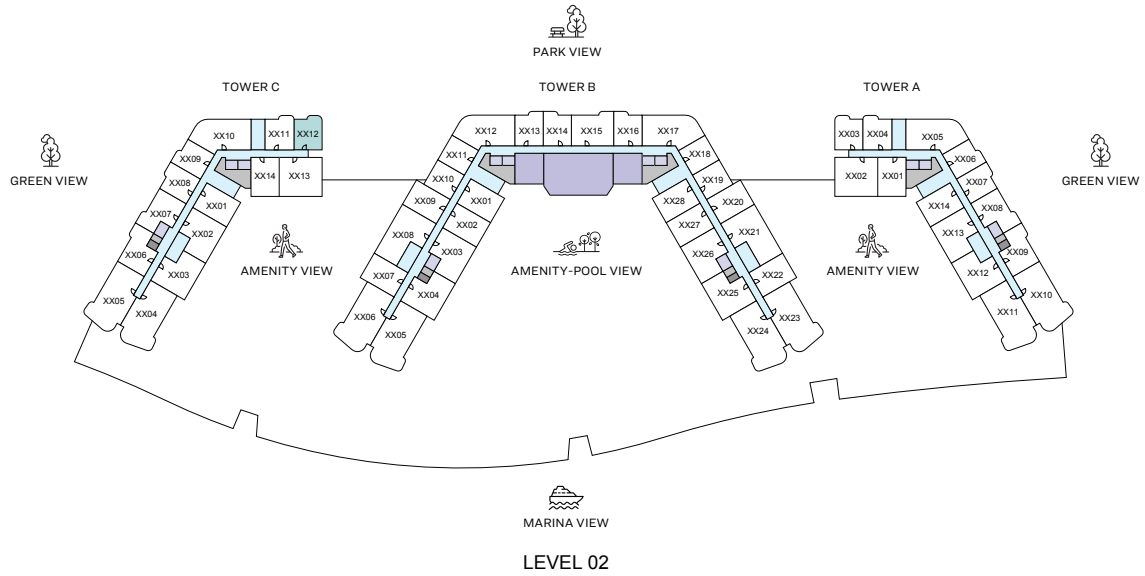 PARK VIEW
TOWER C
TOWER B
TOWER A
XX10
XX11
XX12
XX09
XX08
XX14
XX13
XX07
XX01
XX02
XX06
XX03
XX05
XX04
GREEN VIEW
AMENITY VIEW
XX12
XX13
XX14
XX15
XX16
XX17
XX11
XX18
XX10
XX19
XX09
XX01
XX28
XX20
XX02
XX27
XX08
XX03
XX26
XX21
XX07
XX04
XX25
XX22
XX06
XX05
XX24
XX23
AMENITY-POOL VIEW
XX03
XX04
XX05
XX02
XX01
XX06
XX07
XX14
XX08
XX13
XX09
XX12
XX10
XX11
AMENITY VIEW
GREEN VIEW
MARINA VIEW
LEVEL 02